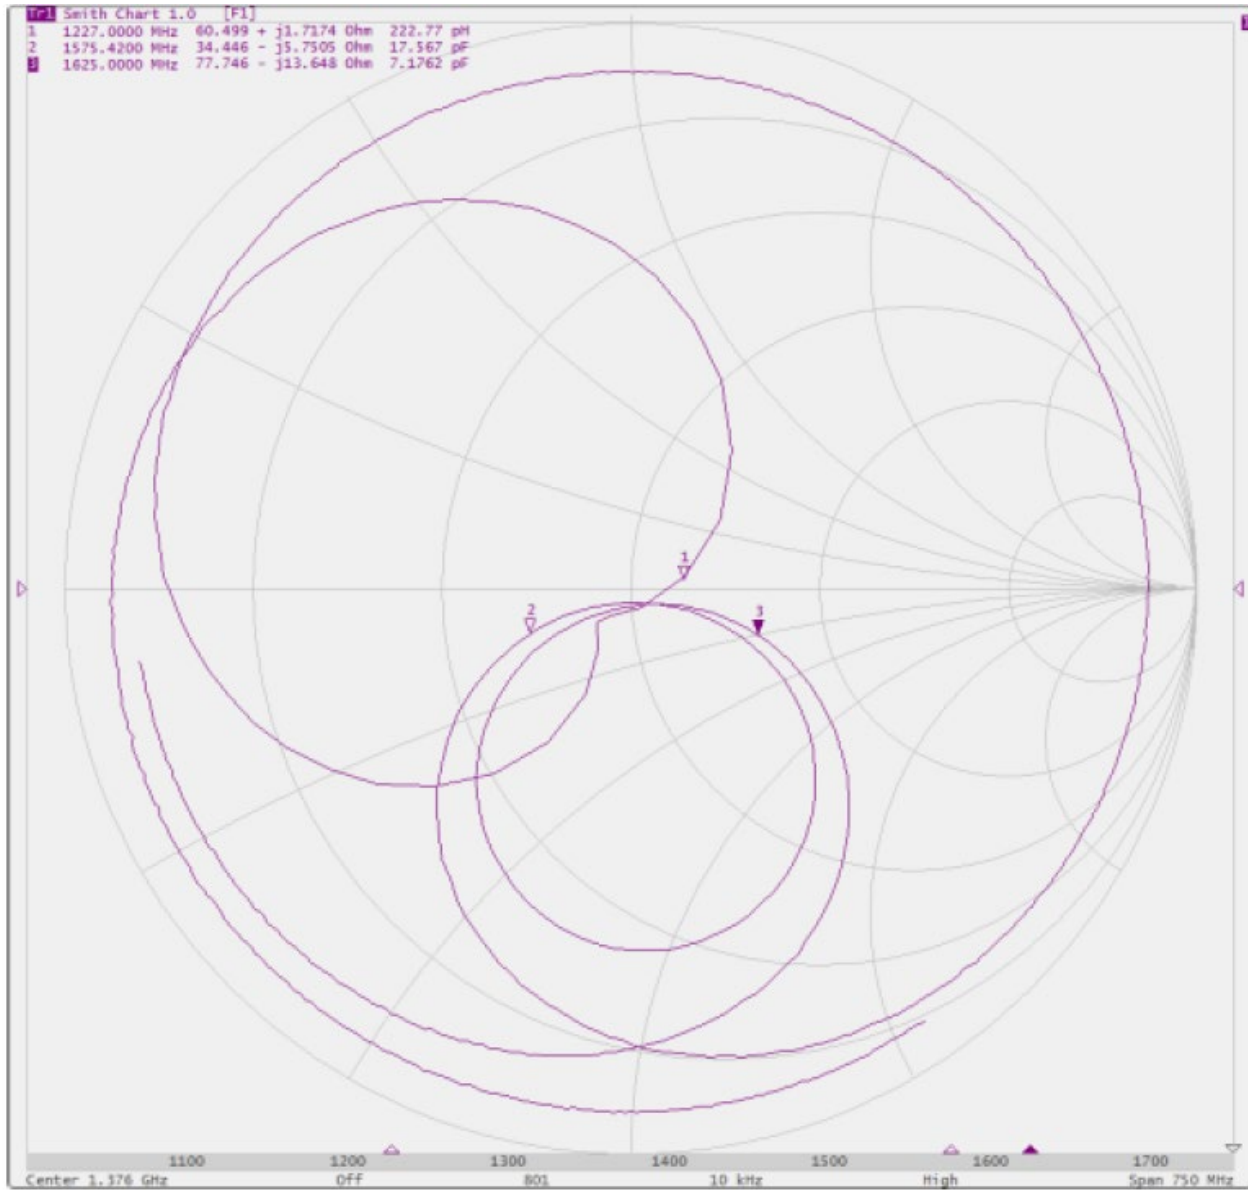 Tr1 Smith Chart 1.0 [F1]
1 1227.0000 MHz 60.499 + j1.7174 Ohm 222.77 pH
2 1575.4200 MHz 34.446 - j5.7505 Ohm 17.567 pF
3 1625.0000 MHz 77.746 - j13.648 Ohm 7.1762 pF
1
2 3
1100 1200 1300 1400 1500 1600 1700
Center 1.376 GHz Off 801 10 kHz High Span 750 MHz